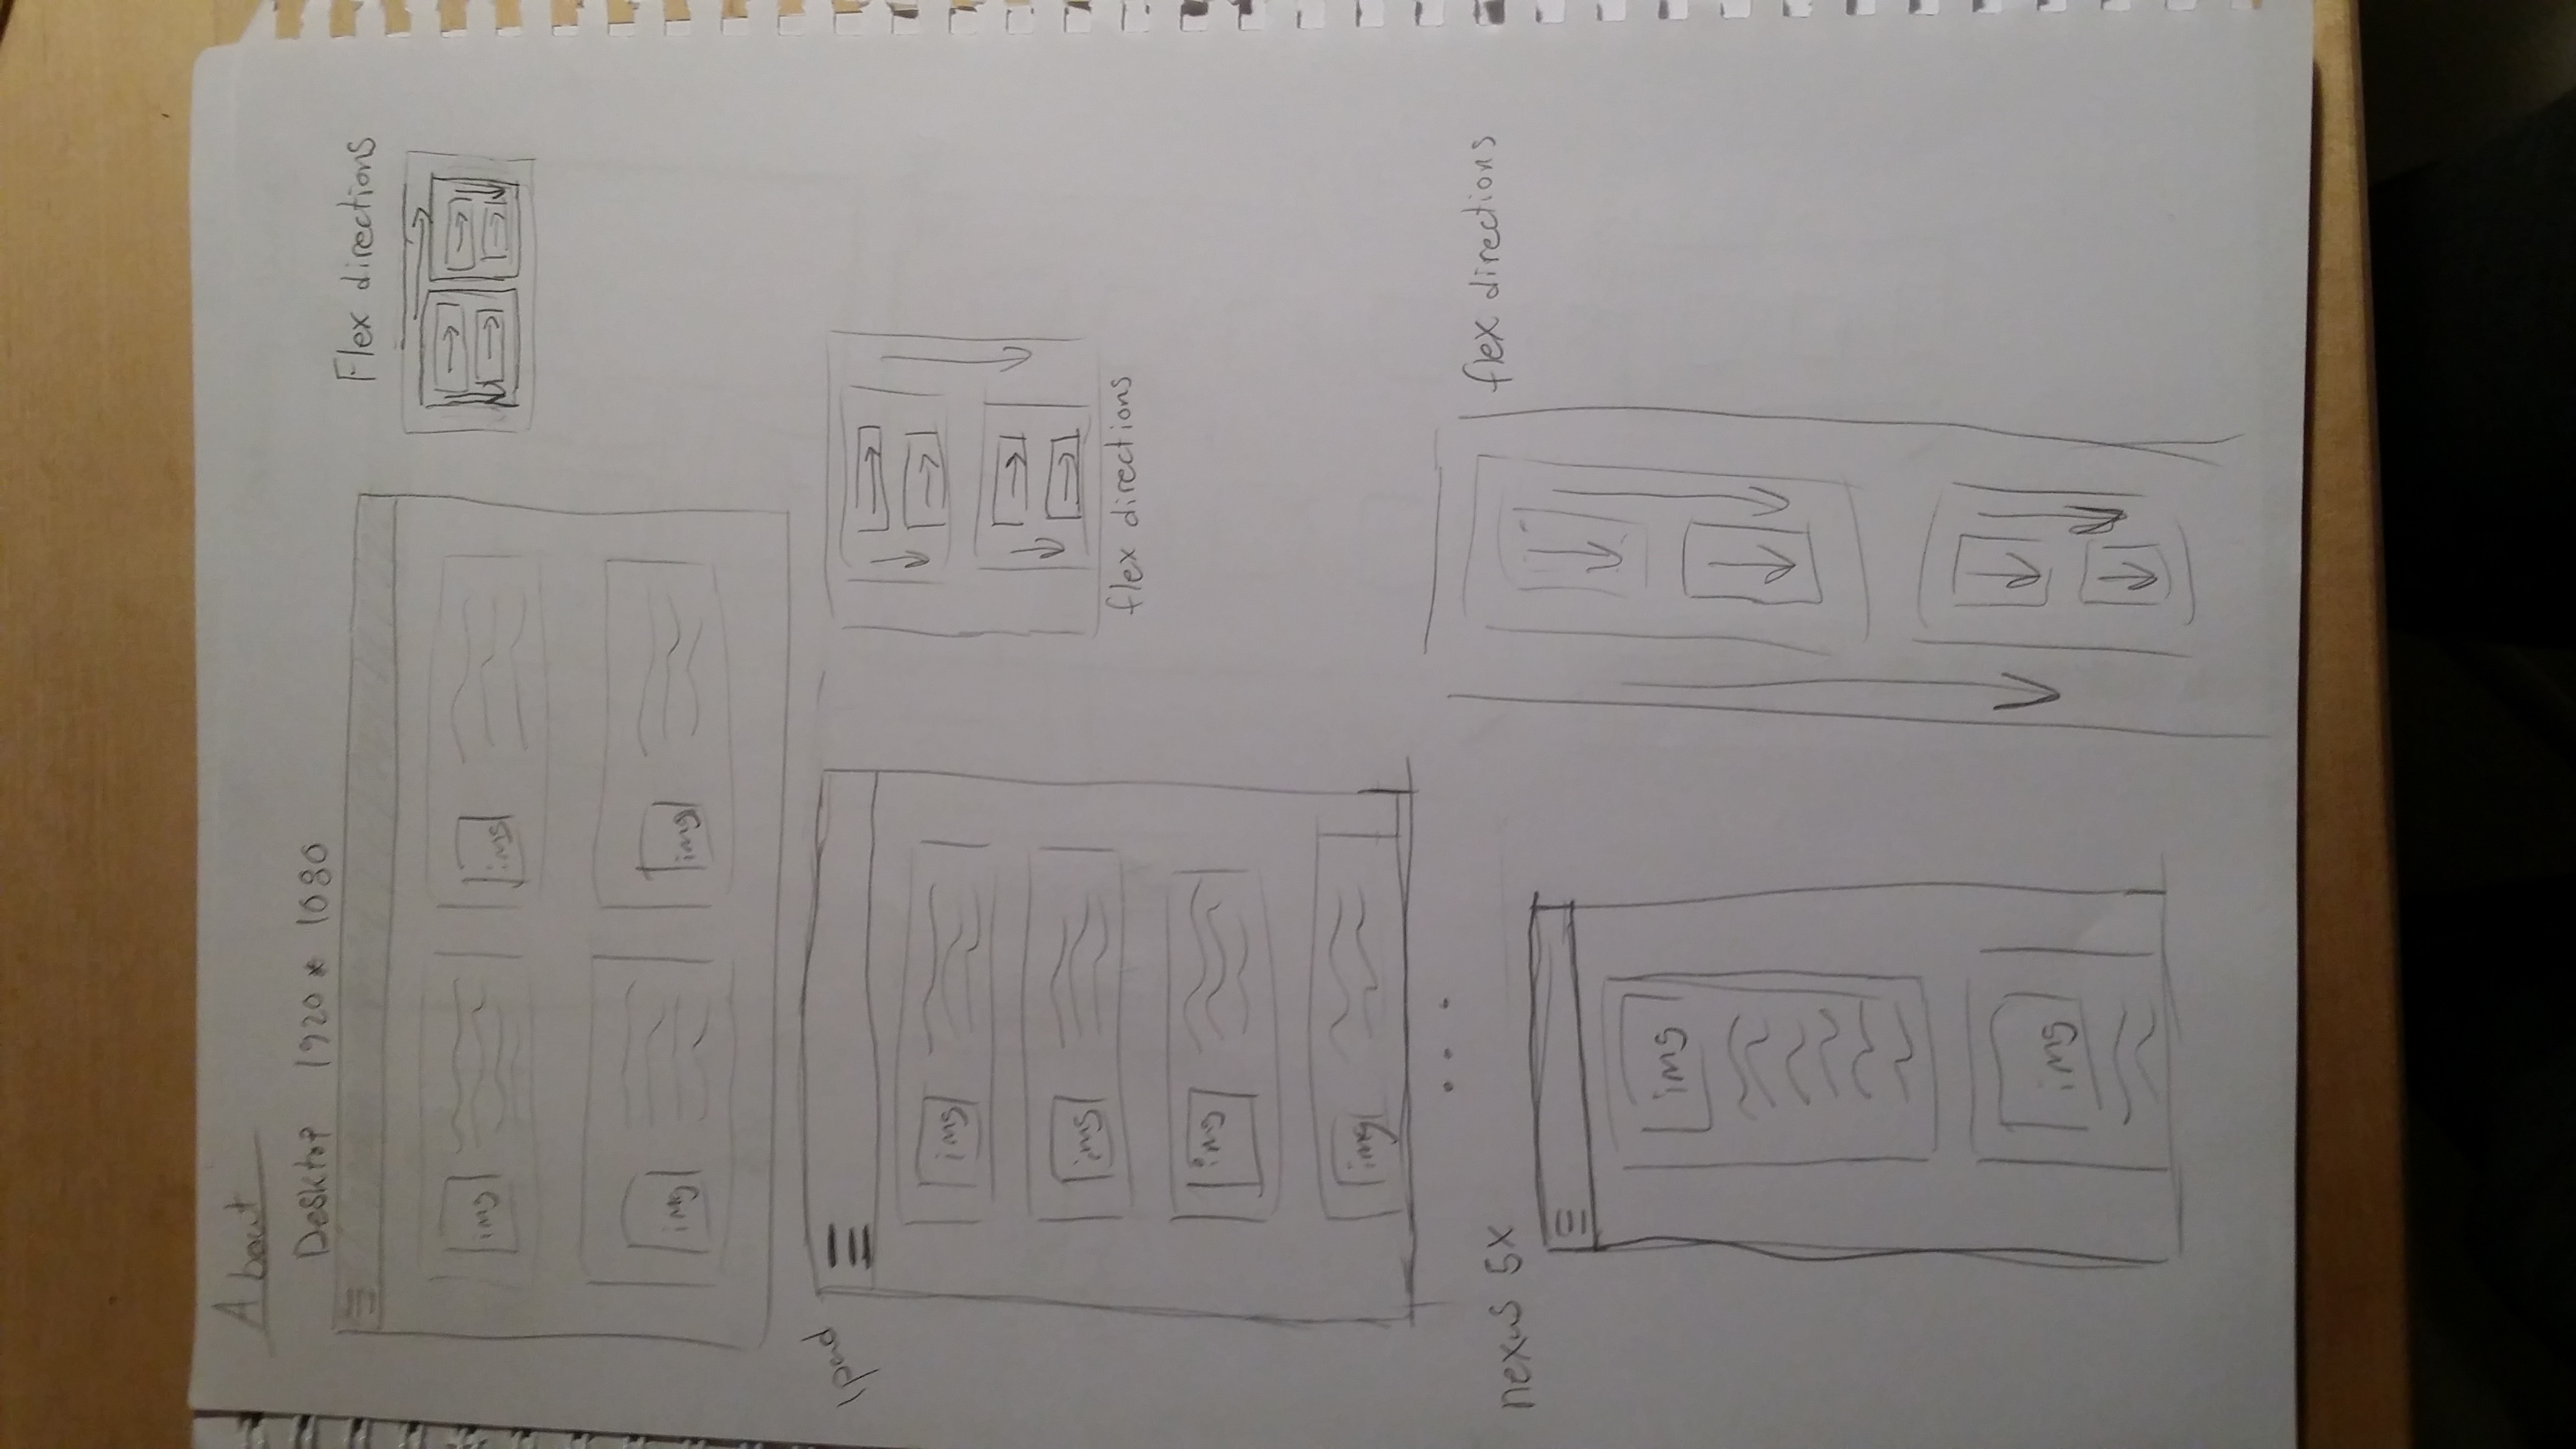 About
Desktop 1920 * 1080
Flex directions
img img
img img
Ipad
img
img
img
img
...
flex directions
nexus 5X
flex directions
img
img